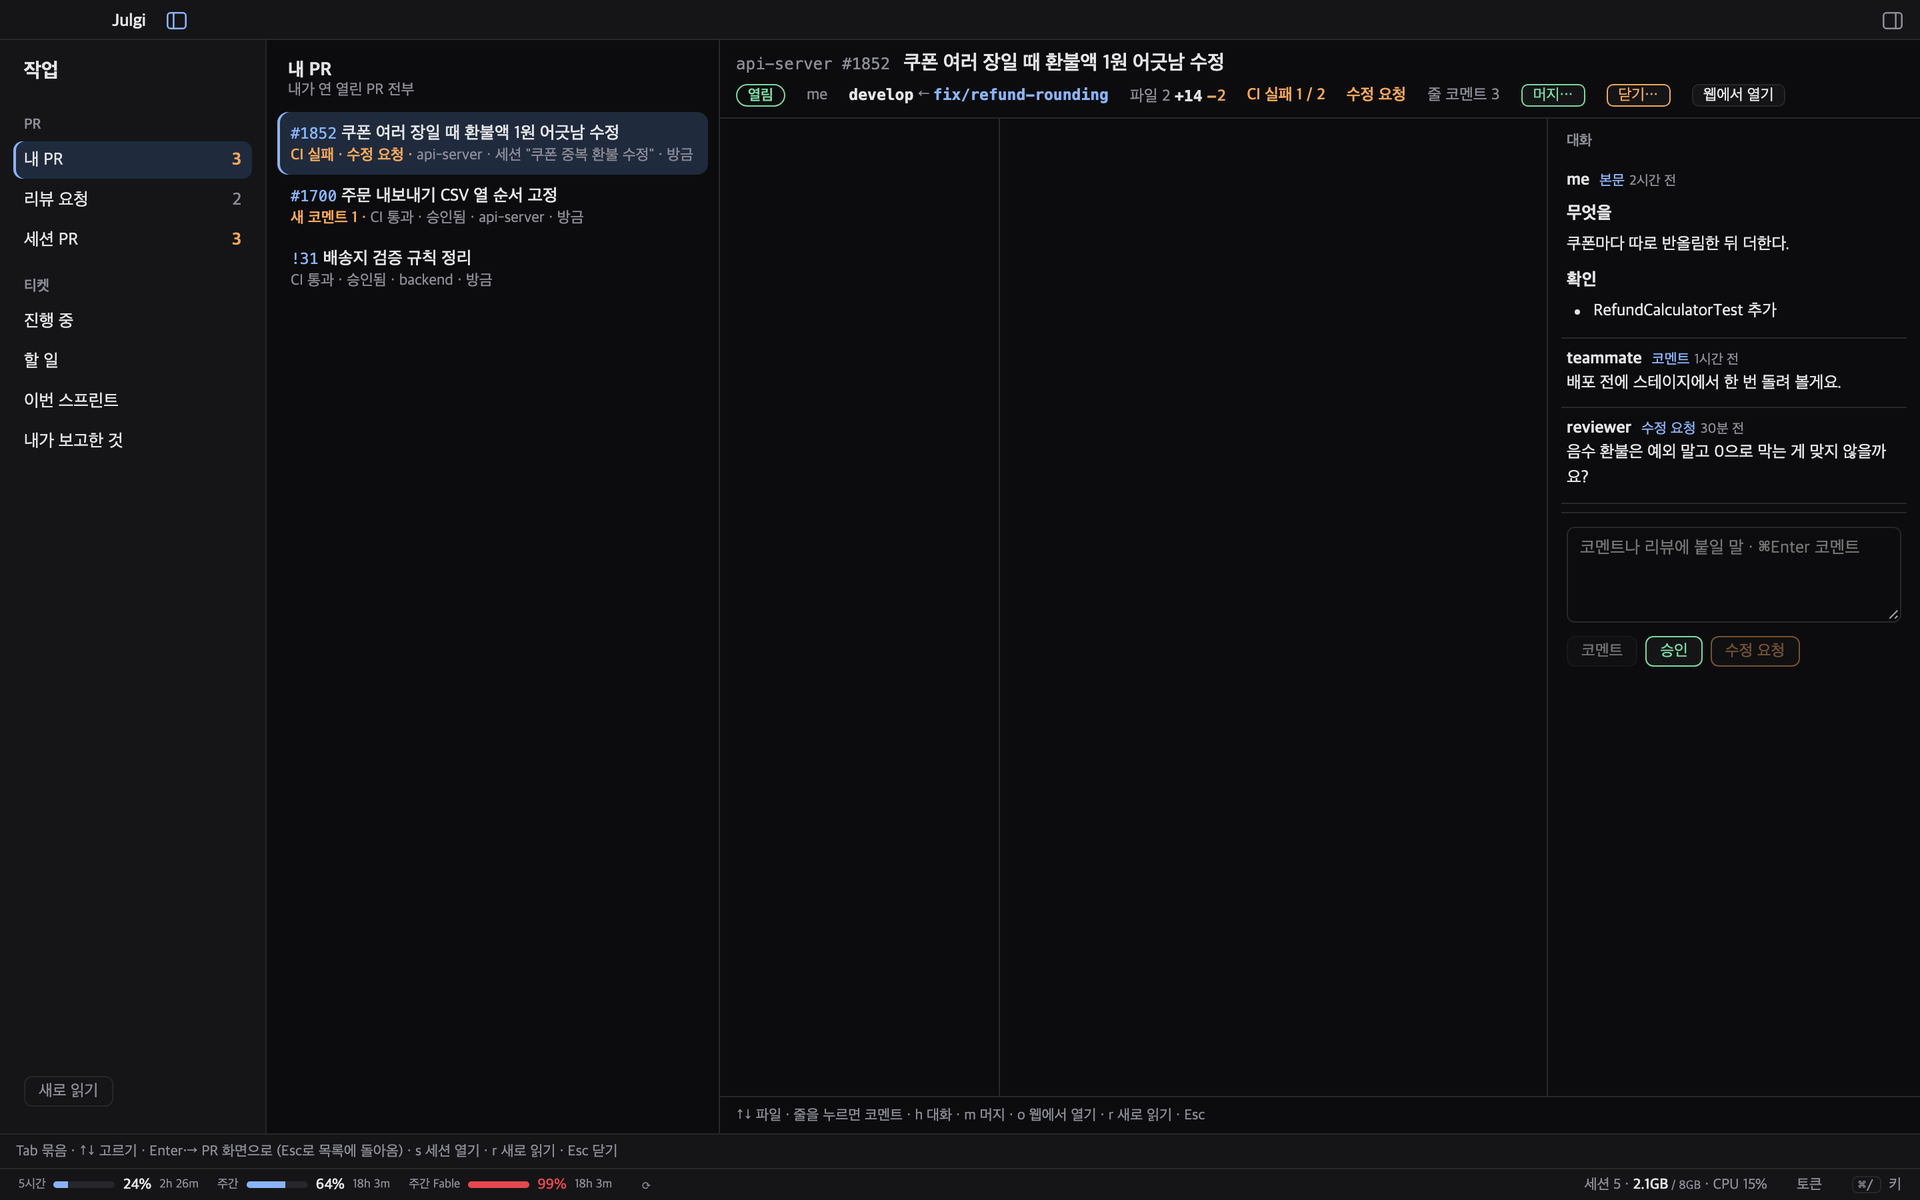 Julgi
작업
PR
내 PR 3
리뷰 요청 2
세션 PR 3
티켓
진행 중
할 일
이번 스프린트
내가 보고한 것
새로 읽기
내 PR
내가 연 열린 PR 전부
#1852 쿠폰 여러 장일 때 환불액 1원 어긋남 수정
CI 실패 · 수정 요청 · api-server · 세션 "쿠폰 중복 환불 수정" · 방금
#1700 주문 내보내기 CSV 열 순서 고정
새 코멘트 1 · CI 통과 · 승인됨 · api-server · 방금
!31 배송지 검증 규칙 정리
CI 통과 · 승인됨 · backend · 방금
api-server #1852 쿠폰 여러 장일 때 환불액 1원 어긋남 수정
열림 me develop ← fix/refund-rounding 파일 2 +14 −2 CI 실패 1 / 2 수정 요청 줄 코멘트 3 머지… 닫기… 웹에서 열기
대화
me 본문 2시간 전
무엇을
쿠폰마다 따로 반올림한 뒤 더한다.
확인
• RefundCalculatorTest 추가
teammate 코멘트 1시간 전
배포 전에 스테이지에서 한 번 돌려 볼게요.
reviewer 수정 요청 30분 전
음수 환불은 예외 말고 0으로 막는 게 맞지 않을까
요?
코멘트나 리뷰에 붙일 말 · ⌘Enter 코멘트
코멘트 승인 수정 요청
↑↓ 파일 · 줄을 누르면 코멘트 · h 대화 · m 머지 · o 웹에서 열기 · r 새로 읽기 · Esc
Tab 묶음 · ↑↓ 고르기 · Enter·→ PR 화면으로 (Esc로 목록에 돌아옴) · s 세션 열기 · r 새로 읽기 · Esc 닫기
5시간 24% 2h 26m 주간 64% 18h 3m 주간 Fable 99% 18h 3m ⟳ 세션 5 · 2.1GB / 8GB · CPU 15% 토큰 ⌘/ 키